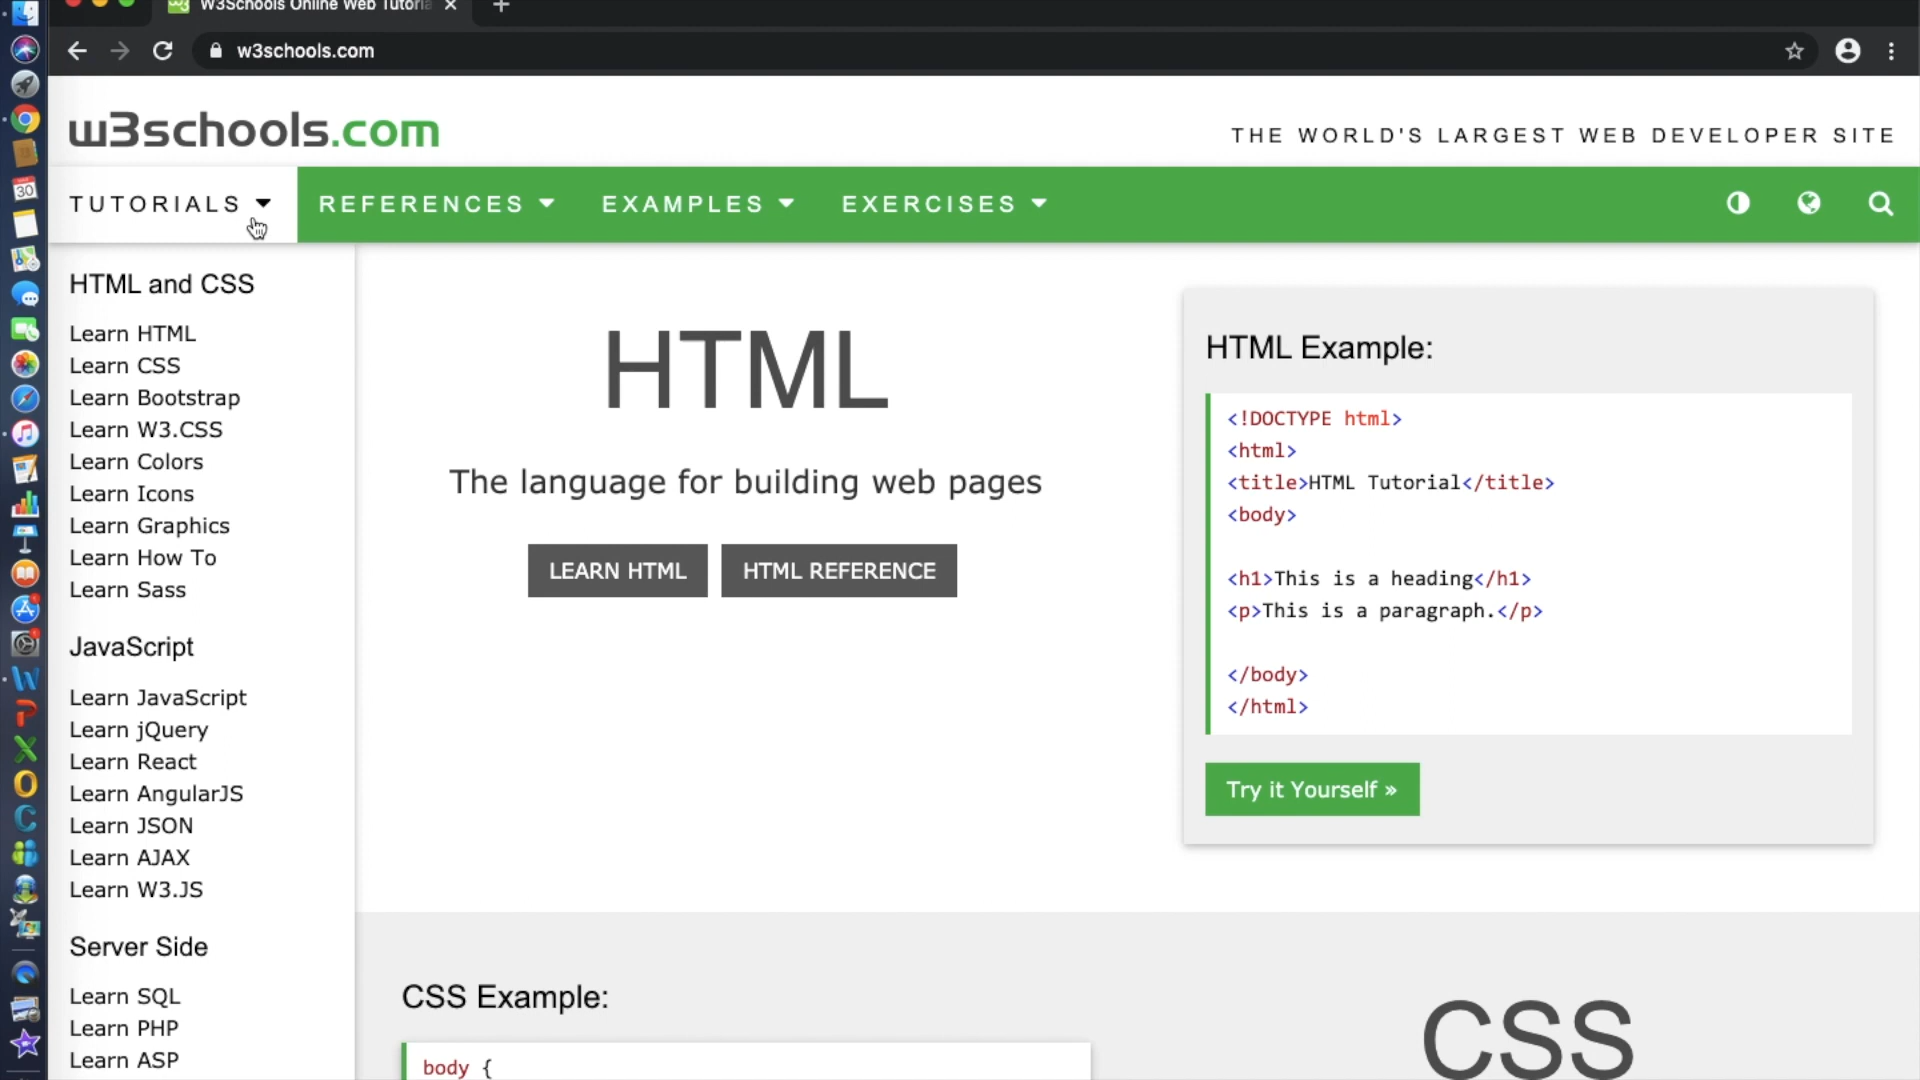 W3Schools Online Web Tutoria
w3schools.com
w3schools.com
THE WORLD'S LARGEST WEB DEVELOPER SITE
TUTORIALS REFERENCES EXAMPLES EXERCISES
HTML and CSS
Learn HTML
Learn CSS
Learn Bootstrap
Learn W3.CSS
Learn Colors
Learn Icons
Learn Graphics
Learn How To
Learn Sass
JavaScript
Learn JavaScript
Learn jQuery
Learn React
Learn AngularJS
Learn JSON
Learn AJAX
Learn W3.JS
Server Side
Learn SQL
Learn PHP
Learn ASP
HTML
The language for building web pages
LEARN HTML HTML REFERENCE
HTML Example:
<!DOCTYPE html>
<html>
<title>HTML Tutorial</title>
<body>
<h1>This is a heading</h1>
<p>This is a paragraph.</p>
</body>
</html>
Try it Yourself »
CSS Example:
body {
CSS
30